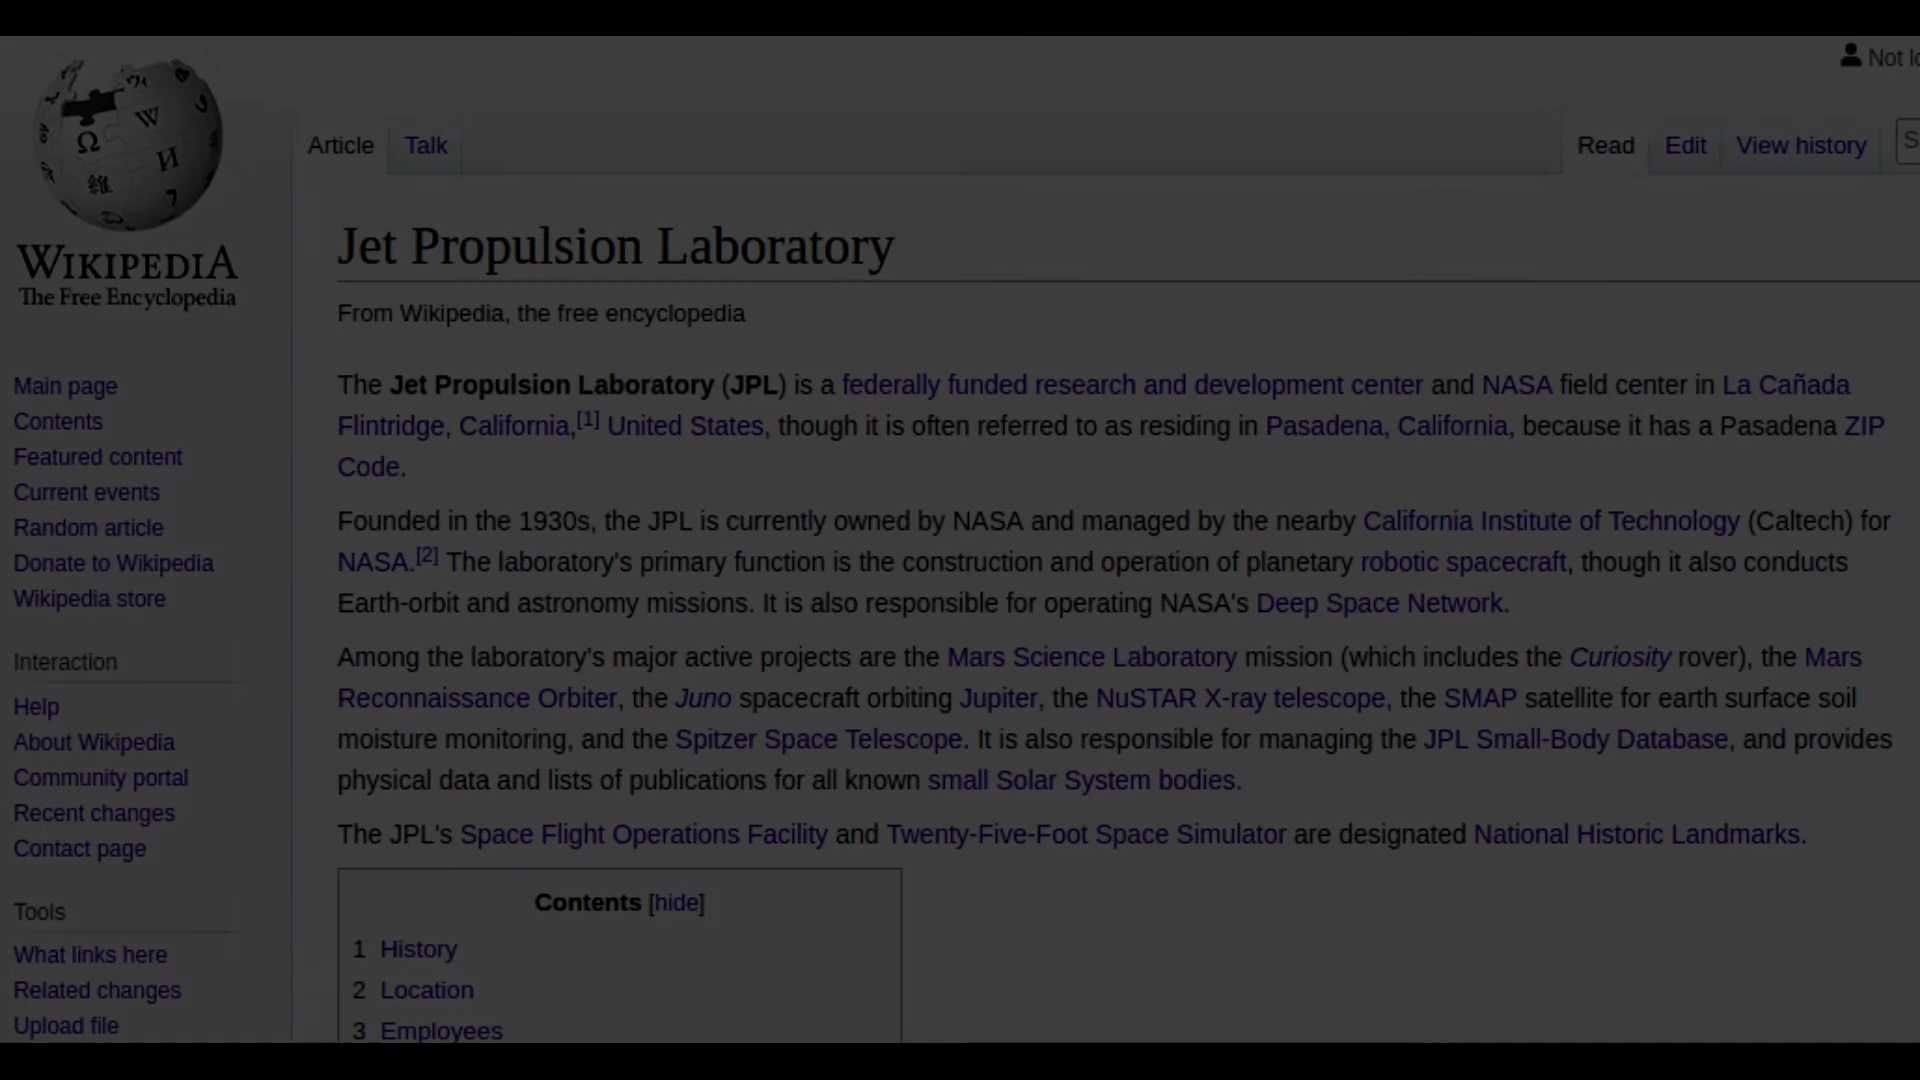 Not lo
Article Talk Read Edit View history S
WIKIPEDIA
The Free Encyclopedia
Jet Propulsion Laboratory
From Wikipedia, the free encyclopedia
Main page
Contents
Featured content
Current events
Random article
Donate to Wikipedia
Wikipedia store
Interaction
Help
About Wikipedia
Community portal
Recent changes
Contact page
Tools
What links here
Related changes
Upload file
The Jet Propulsion Laboratory (JPL) is a federally funded research and development center and NASA field center in La Cañada
Flintridge, California,[1] United States, though it is often referred to as residing in Pasadena, California, because it has a Pasadena ZIP
Code.
Founded in the 1930s, the JPL is currently owned by NASA and managed by the nearby California Institute of Technology (Caltech) for
NASA.[2] The laboratory's primary function is the construction and operation of planetary robotic spacecraft, though it also conducts
Earth-orbit and astronomy missions. It is also responsible for operating NASA's Deep Space Network.
Among the laboratory's major active projects are the Mars Science Laboratory mission (which includes the Curiosity rover), the Mars
Reconnaissance Orbiter, the Juno spacecraft orbiting Jupiter, the NuSTAR X-ray telescope, the SMAP satellite for earth surface soil
moisture monitoring, and the Spitzer Space Telescope. It is also responsible for managing the JPL Small-Body Database, and provides
physical data and lists of publications for all known small Solar System bodies.
The JPL's Space Flight Operations Facility and Twenty-Five-Foot Space Simulator are designated National Historic Landmarks.
Contents [hide]
1 History
2 Location
3 Employees